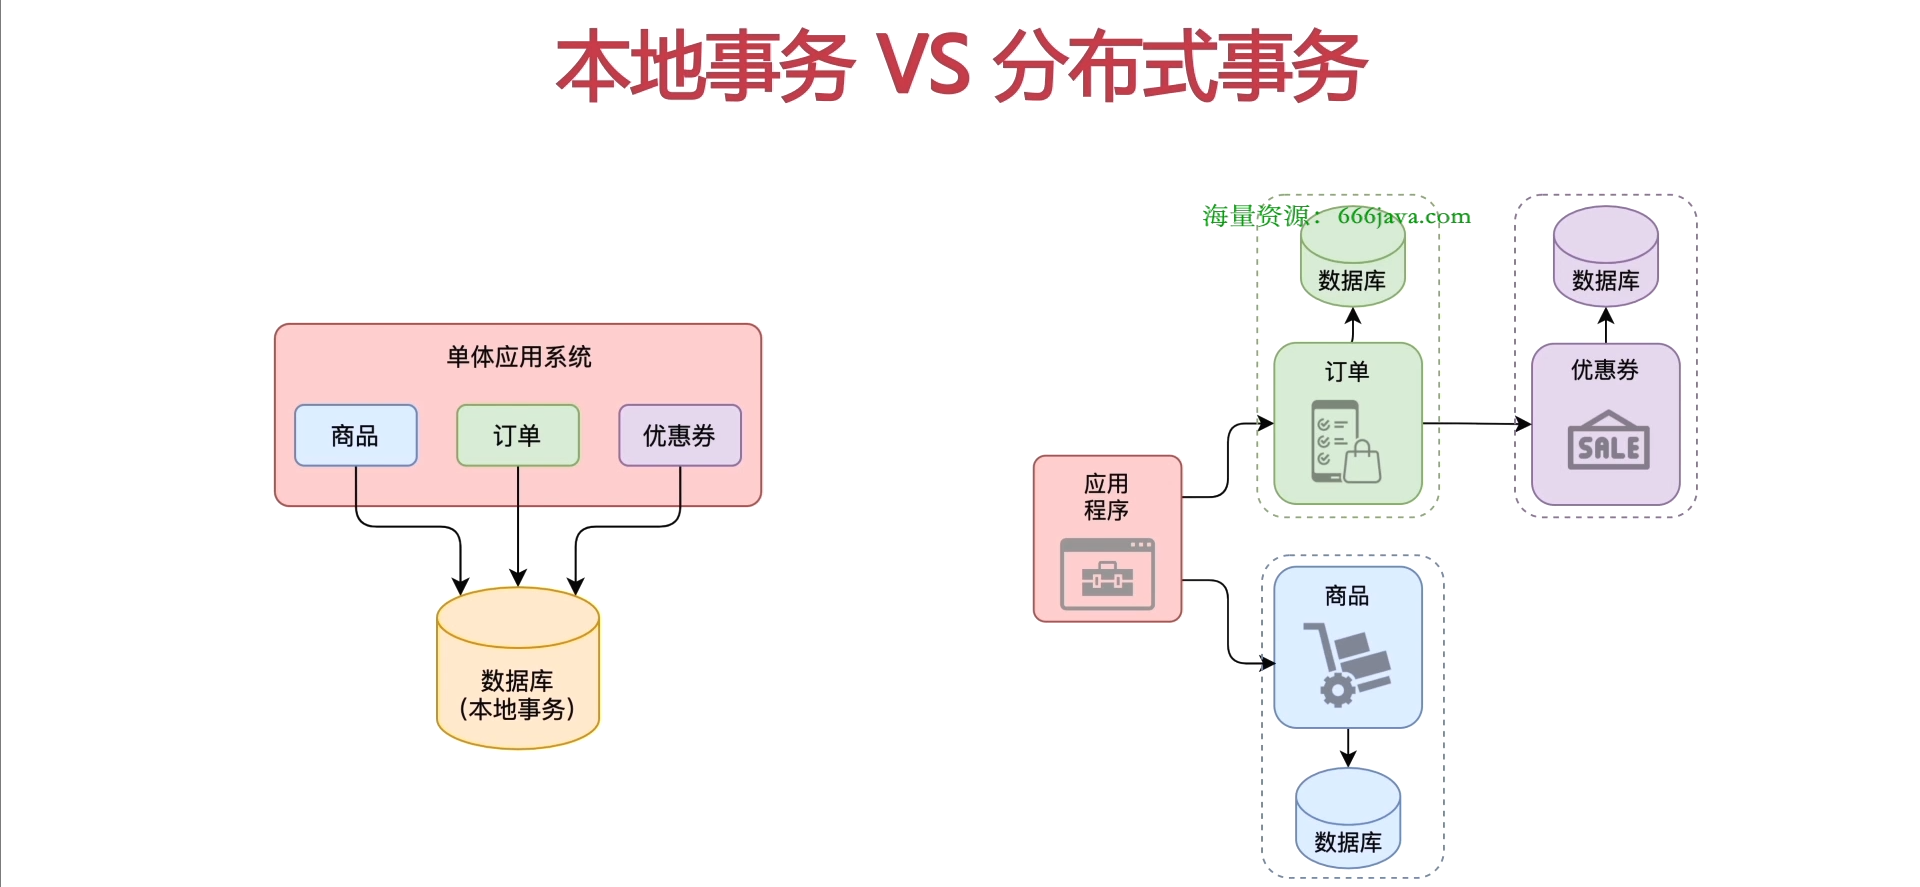 本地事务 VS 分布式事务
单体应用系统
商品
订单
优惠券
数据库
(本地事务)
海量资源：666java.com
数据库
数据库
订单
优惠券
SALE
应用
程序
商品
数据库